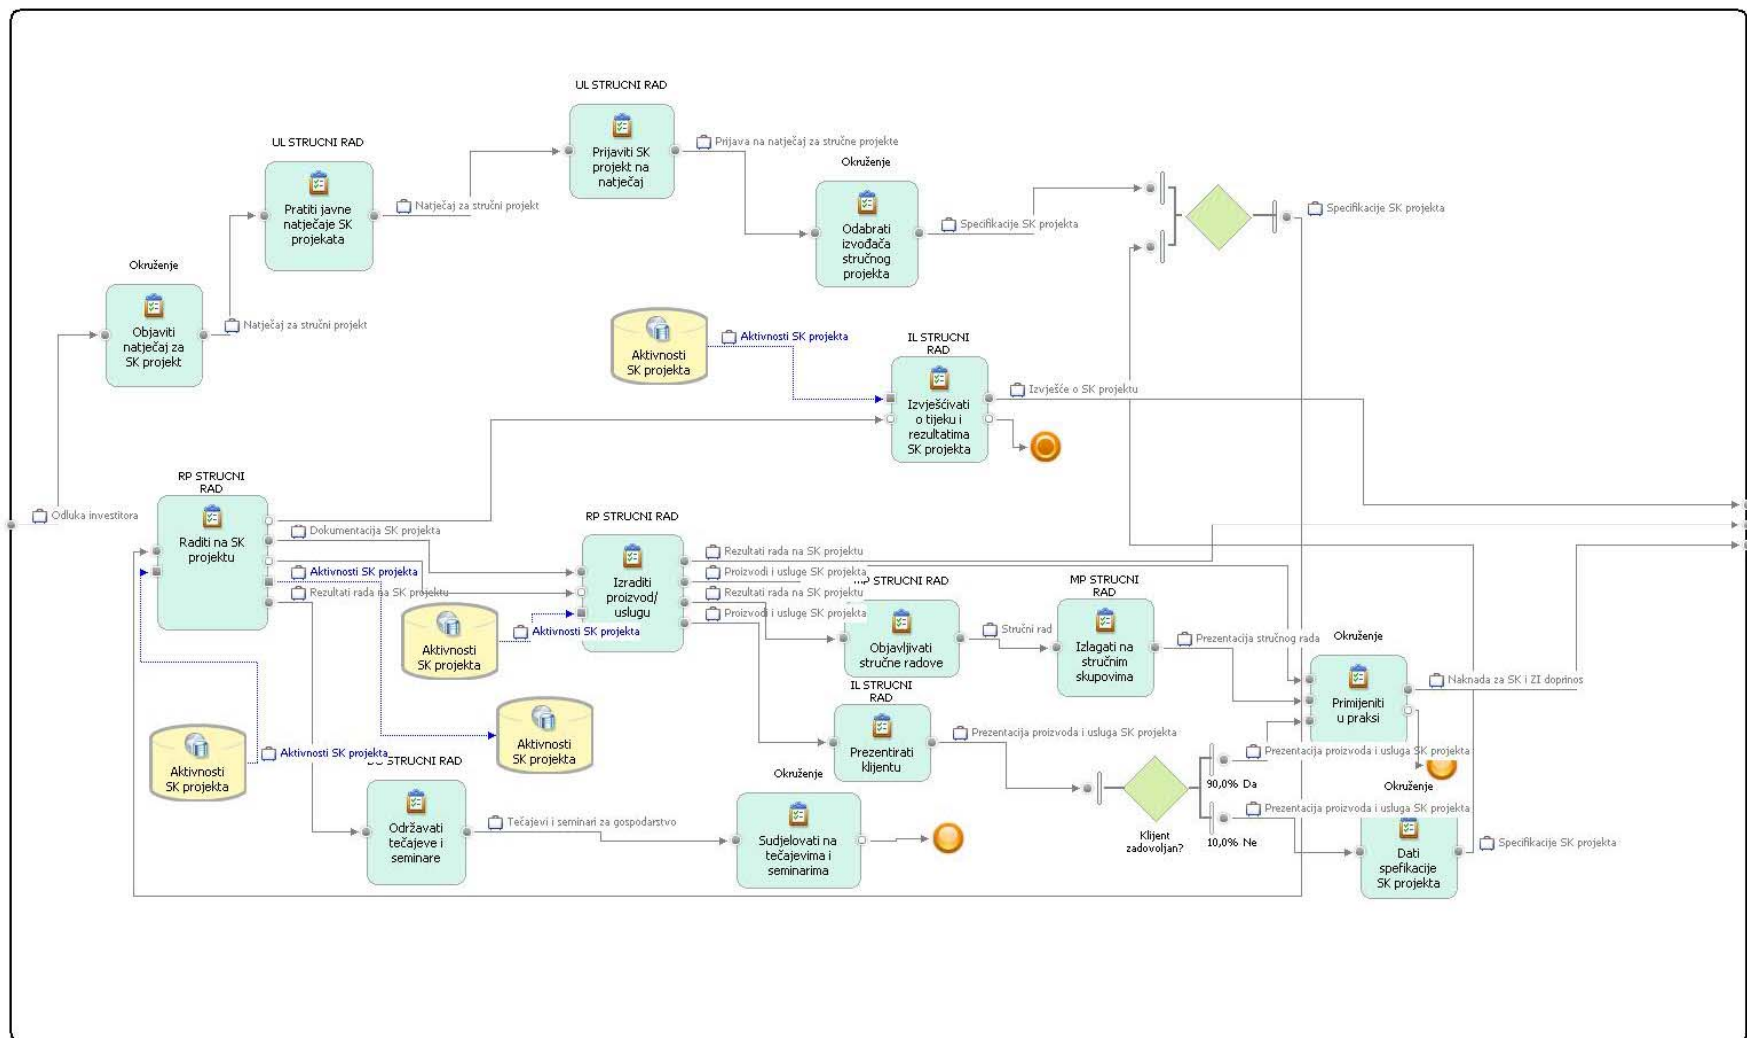 UL STRUCNI RAD
Prijaviti SK
projekt na
natječaj
Prijava na natječaj za stručne projekte
UL STRUCNI RAD
Pratiti javne
natječaje SK
projekata
Natječaj za stručni projekt
Okruženje
Odabrati
izvođača
stručnog
projekta
Specifikacije SK projekta
Specifikacije SK projekta
Okruženje
Objaviti
natječaj za
SK projekt
Natječaj za stručni projekt
Aktivnosti
SK projekta
Aktivnosti SK projekta
IL STRUCNI
RAD
Izvješćivati
o tijeku i
rezultatima
SK projekta
Izvješće o SK projektu
Odluka investitora
RP STRUCNI
RAD
Raditi na SK
projektu
Dokumentacija SK projekta
Aktivnosti SK projekta
Rezultati rada na SK projektu
RP STRUCNI RAD
Izraditi
proizvod/
uslugu
Rezultati rada na SK projektu
Proizvodi i usluge SK projekta
Rezultati rada na SK projektu
Proizvodi i usluge SK projekta
Aktivnosti
SK projekta
Aktivnosti SK projekta
STRUCNI RAD
Objavljivati
stručne radove
Stručni rad
MP STRUCNI
RAD
Izlagati na
stručnim
skupovima
Prezentacija stručnog rada
Okruženje
Primijeniti
u praksi
Naknada za SK i ZI doprinos
IL STRUCNI
RAD
Prezentirati
klijentu
Prezentacija proizvoda i usluga SK projekta
Aktivnosti
SK projekta
Aktivnosti
SK projekta
Aktivnosti SK projekta
STRUCNI RAD
Održavati
tečajeve i
seminare
Tečajevi i seminari za gospodarstvo
Okruženje
Sudjelovati na
tečajevima i
seminarima
Klijent
zadovoljan?
Prezentacija proizvoda i usluga SK projekta
90,0% Da
Prezentacija proizvoda i usluga SK projekta
10,0% Ne
Okruženje
Dati
spefikacije
SK projekta
Specifikacije SK projekta